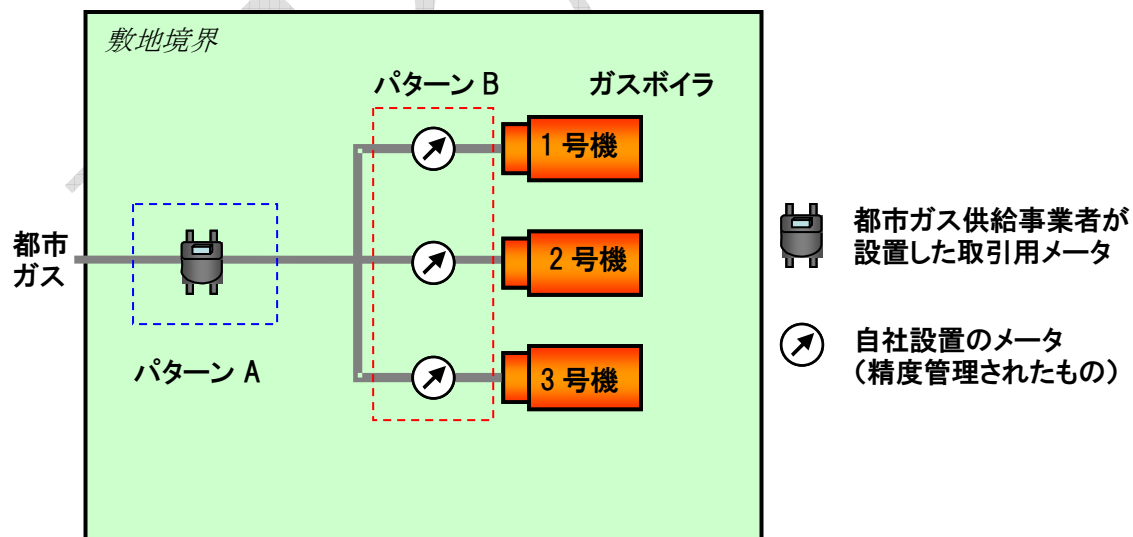 敷地境界
パターン B
ガスボイラ
1 号機
都市
ガス
2 号機
パターン A
3 号機
都市ガス供給事業者が
設置した取引用メータ
自社設置のメータ
（精度管理されたもの）